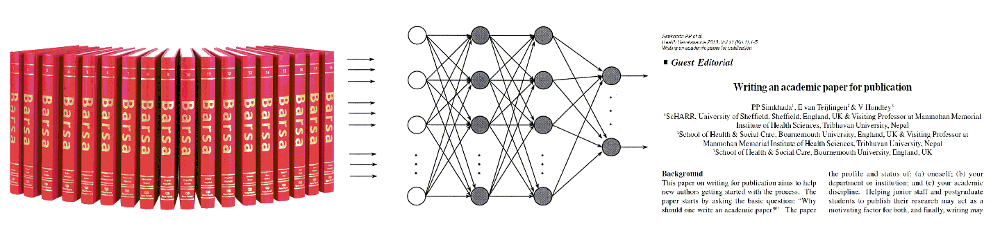 1
Barsa
2
Barsa
3
Barsa
4
Barsa
5
Barsa
6
Barsa
7
Barsa
8
Barsa
9
Barsa
10
Barsa
11
Barsa
12
Barsa
13
Barsa
14
Barsa
15
Barsa
16
Barsa
17
Barsa
18
Barsa
Simkhada PP et al
Health Renaissance 2013; Vol 11 (No.1); 1-5
Writing an academic paper for publication
■ Guest Editorial
Writing an academic paper for publication
PP Simkhada¹, E van Teijlingen² & V Hundley³
¹ScHARR, University of Sheffield, Sheffield, England, UK & Visiting Professor at Manmohan Memorial
Institute of Health Sciences, Tribhuvan University, Nepal
²School of Health & Social Care, Bournemouth University, England, UK & Visiting Professor at
Manmohan Memorial Institute of Health Sciences, Tribhuvan University, Nepal
³School of Health & Social Care, Bournemouth University, England, UK
Background
This paper on writing for publication aims to help
new authors getting started with the process. The
paper starts by asking the basic question: “Why
should one write an academic paper?” The paper
the profile and status of: (a) oneself; (b) your
department or institution; and (c) your academic
discipline. Helping junior staff and postgraduate
students to publish their research may act as a
motivating factor for both, and finally, writing may